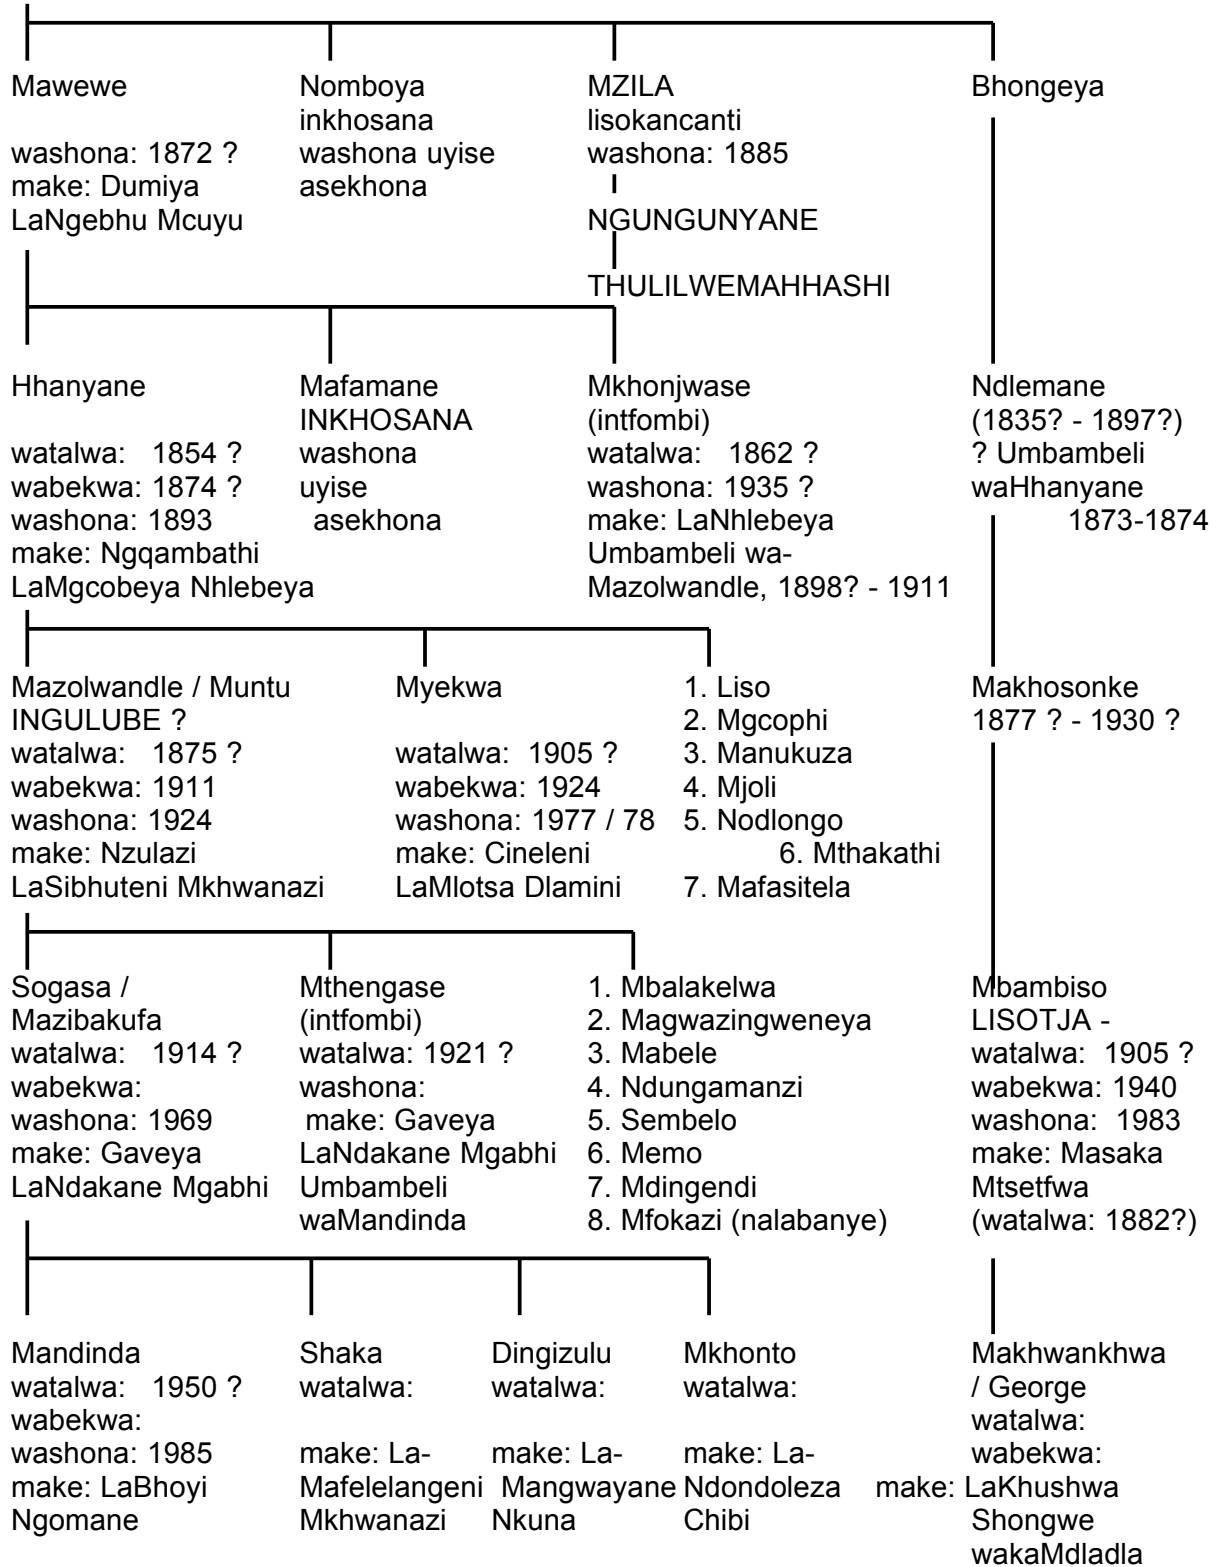 Mawewe
washona: 1872 ?
make: Dumiya
LaNgebhu Mcuyu
Nomboya
inkhosana
washona uyise
asekhona
MZILA
lisokancanti
washona: 1885
NGUNGUNYANE
THULILWEMAHHASHI
Bhongeya
Hhanyane
watalwa: 1854 ?
wabekwa: 1874 ?
washona: 1893
make: Ngqambathi
LaMgcobeya Nhlebeya
Mafamane
INKHOSANA
washona
uyise
asekhona
Mkhonjwase
(intfombi)
watalwa: 1862 ?
washona: 1935 ?
make: LaNhlebeya
Umbambeli wa-
Mazolwandle, 1898? - 1911
Ndlemane
(1835? - 1897?)
? Umbambeli
waHhanyane
1873-1874
Mazolwandle / Muntu
INGULUBE ?
watalwa: 1875 ?
wabekwa: 1911
washona: 1924
make: Nzulazi
LaSibhuteni Mkhwanazi
Myekwa
watalwa: 1905 ?
wabekwa: 1924
washona: 1977 / 78
make: Cineleni
LaMlotsa Dlamini
1. Liso
2. Mgcophi
3. Manukuza
4. Mjoli
5. Nodlongo
6. Mthakathi
7. Mafasitela
Makhosonke
1877 ? - 1930 ?
Sogasa /
Mazibakufa
watalwa: 1914 ?
wabekwa:
washona: 1969
make: Gaveya
LaNdakane Mgabhi
Mthengase
(intfombi)
watalwa: 1921 ?
washona:
make: Gaveya
LaNdakane Mgabhi
Umbambeli
waMandinda
1. Mbalakelwa
2. Magwazingweneya
3. Mabele
4. Ndungamanzi
5. Sembelo
6. Memo
7. Mdingendi
8. Mfokazi (nalabanye)
Mbambiso
LISOTJA -
watalwa: 1905 ?
wabekwa: 1940
washona: 1983
make: Masaka
Mtsetfwa
(watalwa: 1882?)
Mandinda
watalwa: 1950 ?
wabekwa:
washona: 1985
make: LaBhoyi
Ngomane
Shaka
watalwa:
make: La-
Mafelelangeni
Mkhwanazi
Dingizulu
watalwa:
make: La-
Mangwayane
Nkuna
Mkhonto
watalwa:
make: La-
Ndondoleza
Chibi
Makhwankhwa
/ George
watalwa:
wabekwa:
make: LaKhushwa
Shongwe
wakaMdladla